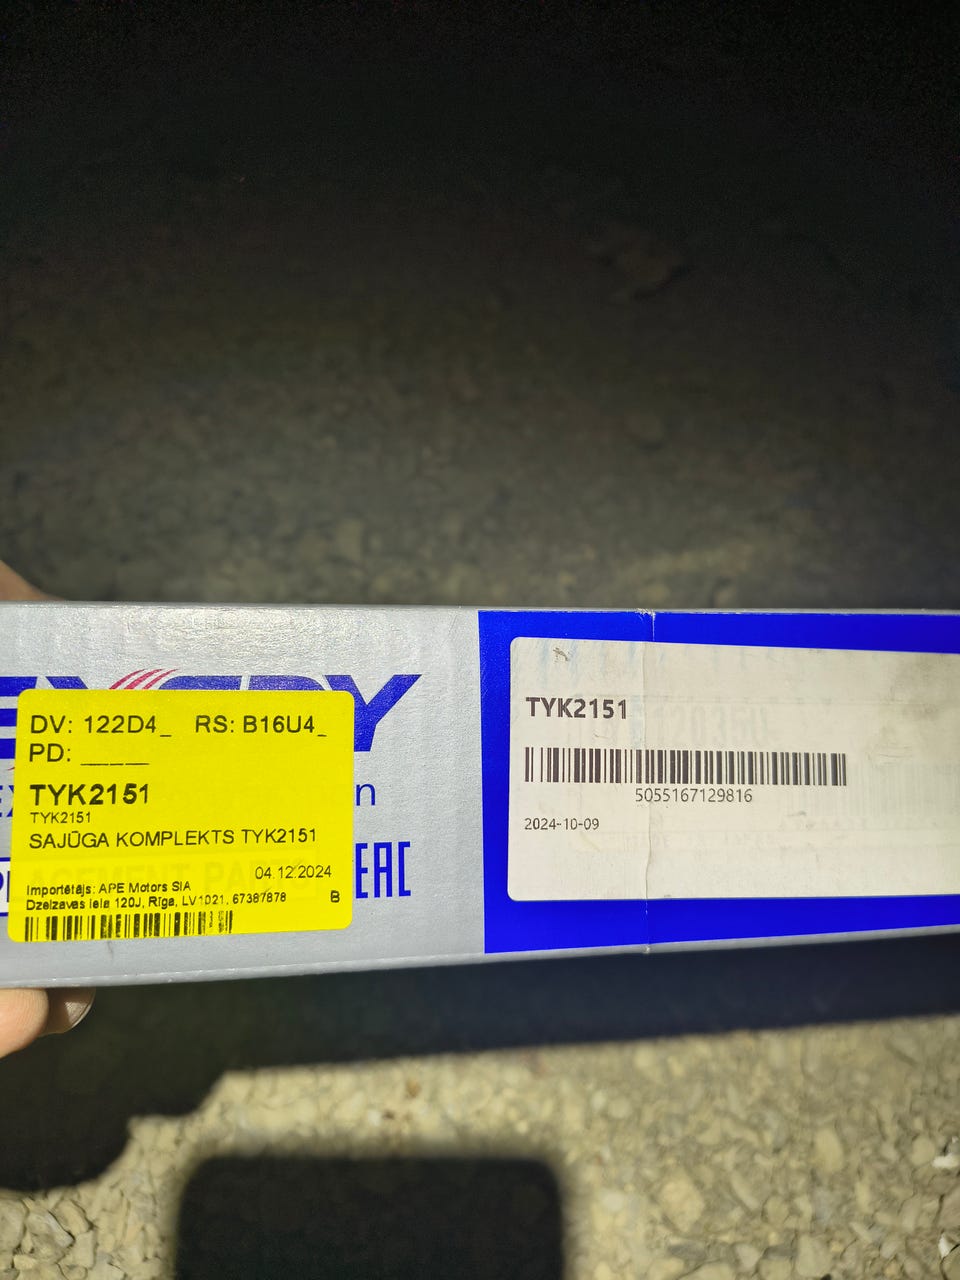 DV: 122D4_ RS: B16U4_
PD: _____
TYK2151
TYK2151
SAJŪGA KOMPLEKTS TYK2151
04.12.2024
Importētājs: APE Motors SIA
Dzelzavas iela 120J, Rīga, LV1021, 67387878 B
EAC
TYK2151
5055167129816
2024-10-09